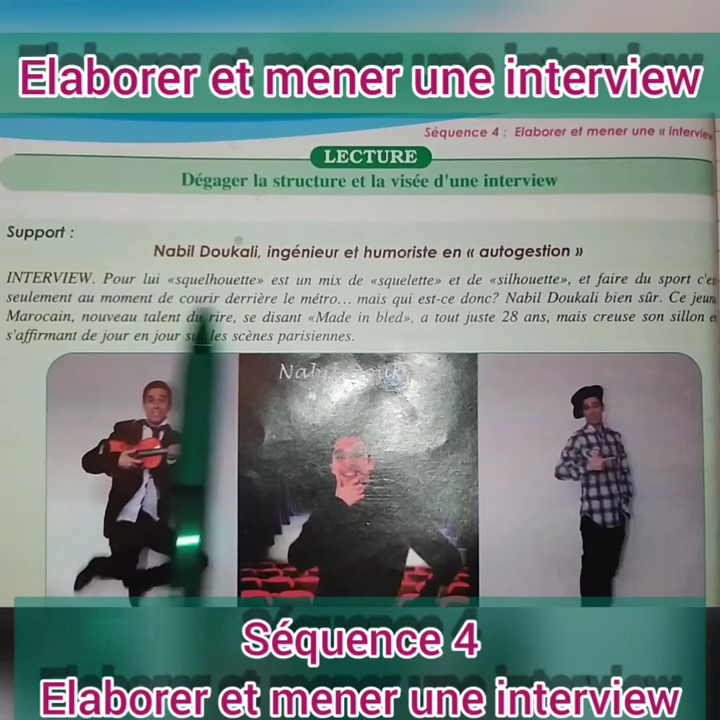 Elaborer et mener une interview
Séquence 4 : Elaborer et mener une « interview
LECTURE
Dégager la structure et la visée d'une interview
Support :
Nabil Doukali, ingénieur et humoriste en « autogestion »
INTERVIEW. Pour lui «squelhouette» est un mix de «squelette» et de «silhouette», et faire du sport c'es
seulement au moment de courir derrière le métro… mais qui est-ce donc? Nabil Doukali bien sûr. Ce jeun
Marocain, nouveau talent du rire, se disant «Made in bled», a tout juste 28 ans, mais creuse son sillon e
s'affirmant de jour en jour les scènes parisiennes.
Séquence 4
Elaborer et mener une interview